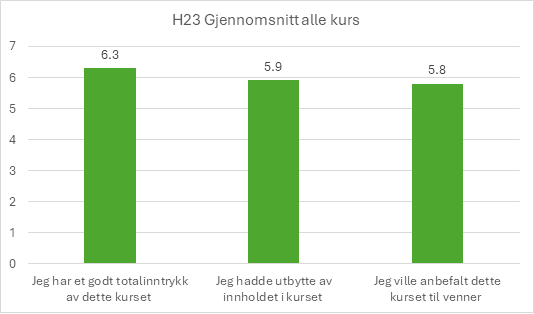 H23 Gjennomsnitt alle kurs
7
6
5
4
3
2
1
0
6.3
5.9
5.8
Jeg har et godt totalinntrykk
av dette kurset
Jeg hadde utbytte av
innholdet i kurset
Jeg ville anbefalt dette
kurset til venner